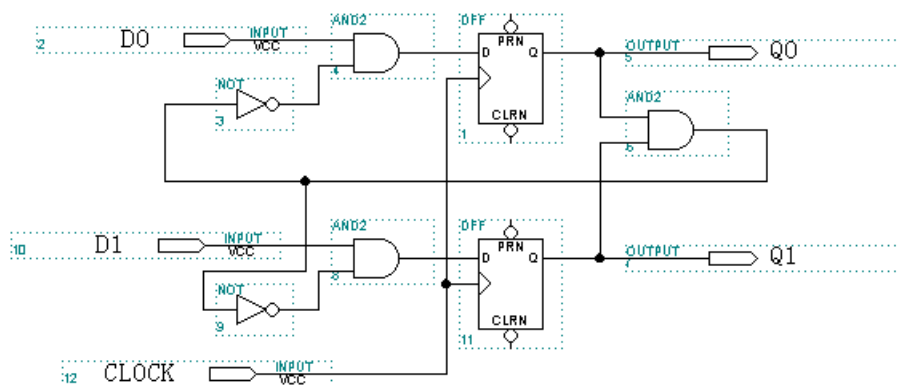 AND2
DFF
D0
INPUT
VCC
2
4
D
PRN
Q
OUTPUT
5
Q0
NOT
3
CLRN
1
AND2
6
AND2
DFF
D1
INPUT
VCC
10
8
D
PRN
Q
OUTPUT
7
Q1
NOT
9
CLRN
11
CLOCK
INPUT
VCC
12